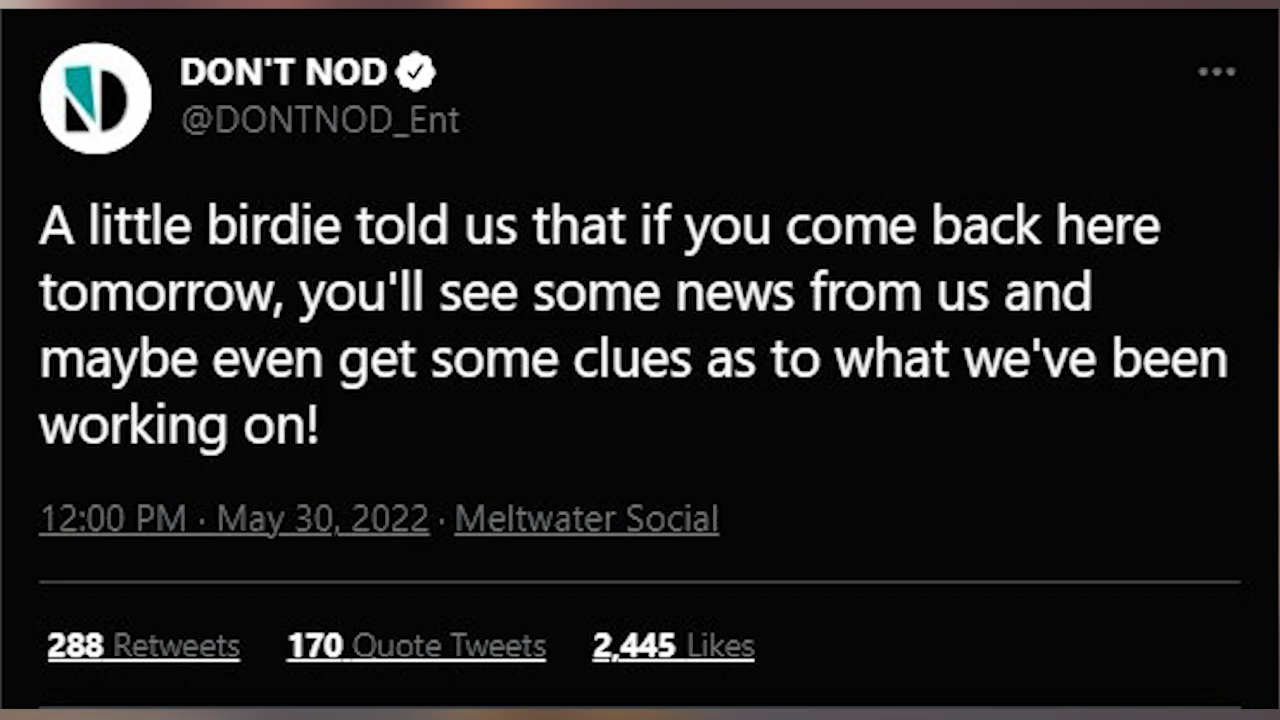 DON'T NOD
@DONTNOD_Ent
A little birdie told us that if you come back here
tomorrow, you'll see some news from us and
maybe even get some clues as to what we've been
working on!
12:00 PM · May 30, 2022 · Meltwater Social
288 Retweets 170 Quote Tweets 2,445 Likes